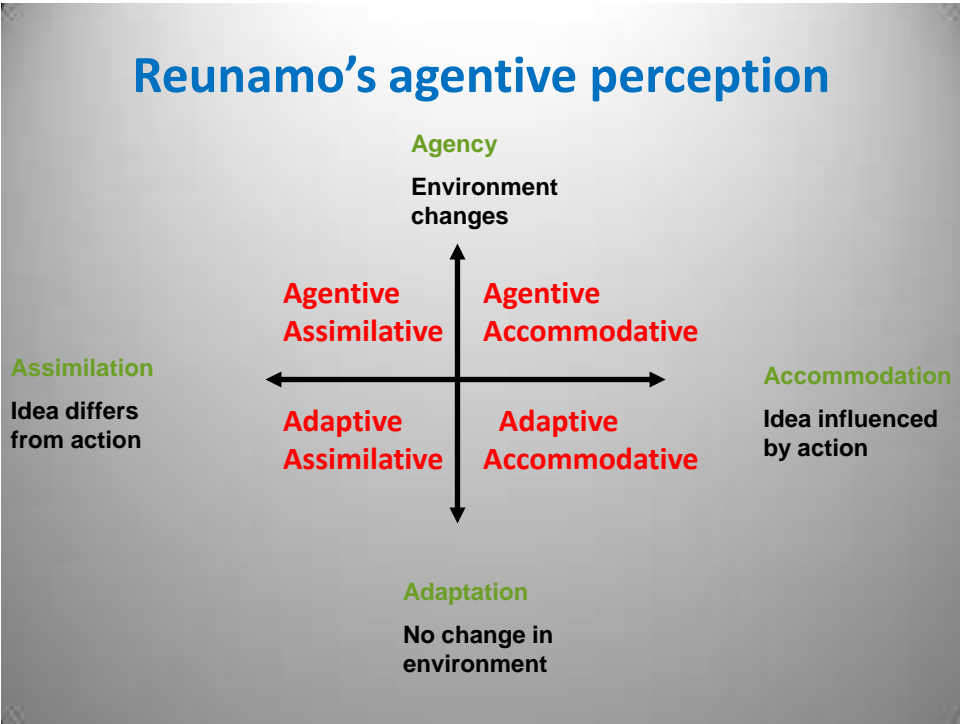 Reunamo’s agentive perception
Agency
Environment
changes
Agentive
Assimilative
Agentive
Accommodative
Assimilation
Idea differs
from action
Accommodation
Idea influenced
by action
Adaptive
Assimilative
Adaptive
Accommodative
Adaptation
No change in
environment